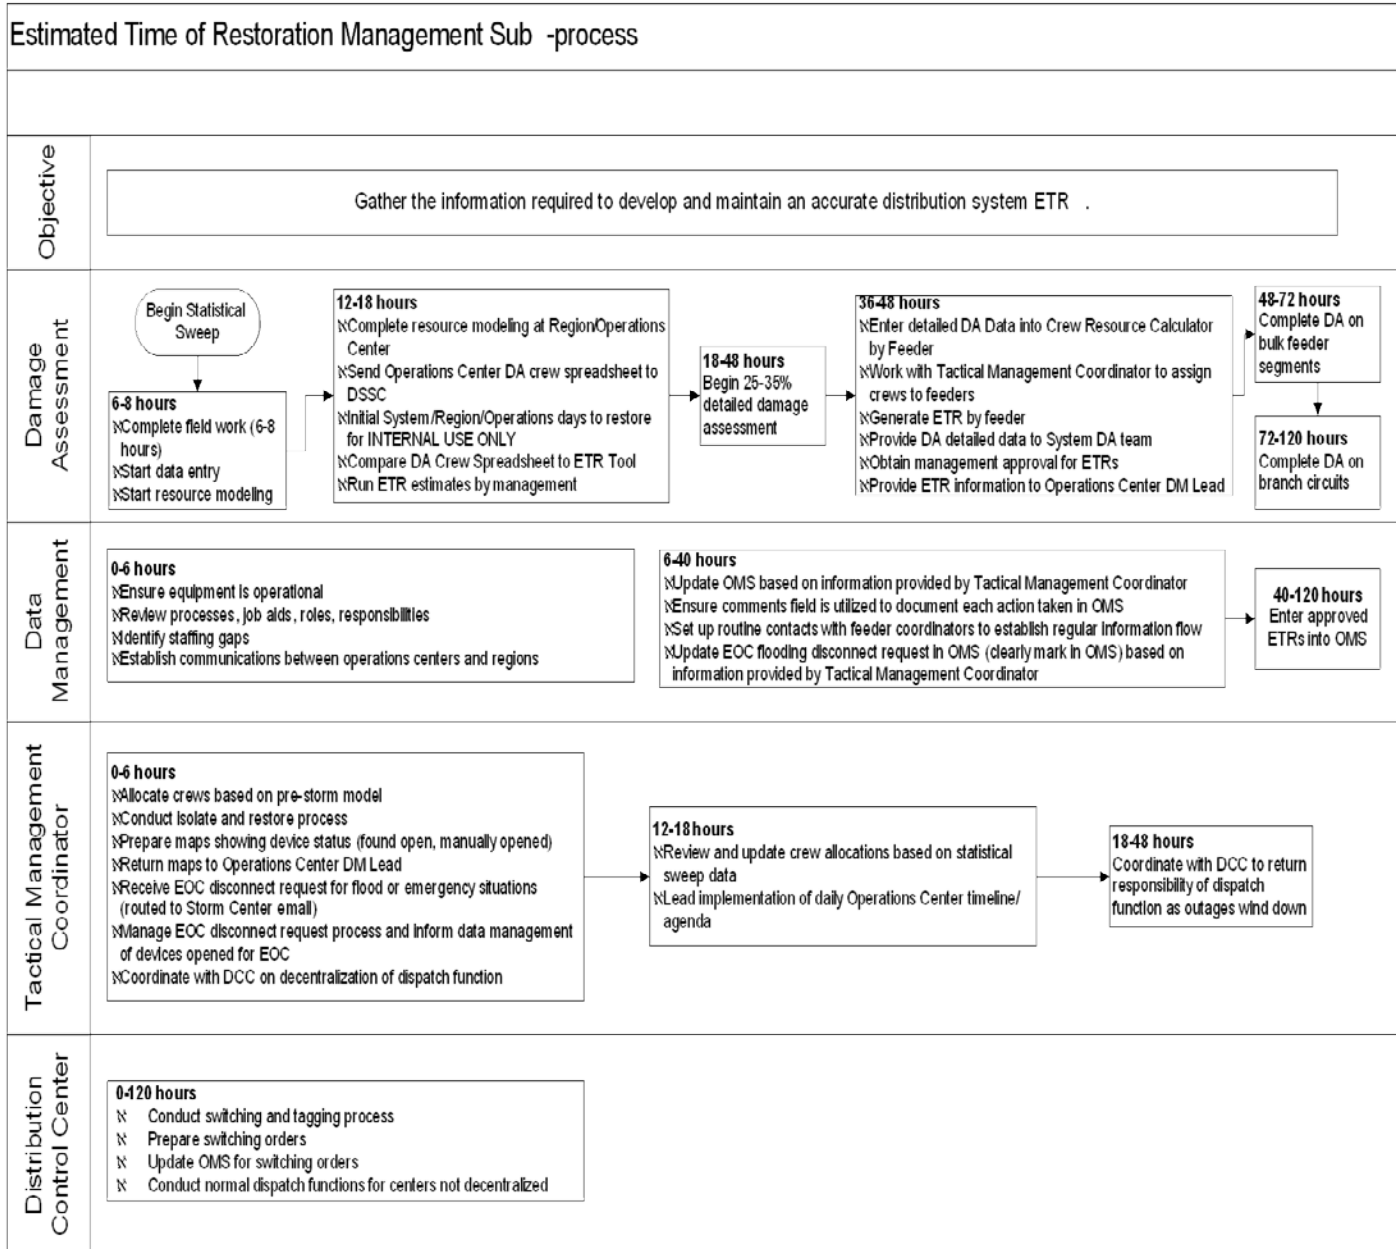 Estimated Time of Restoration Management Sub -process
Objective
Gather the information required to develop and maintain an accurate distribution system ETR .
Damage
Assessment
Begin Statistical
Sweep
6-8 hours
Complete field work (6-8
hours)
Start data entry
Start resource modeling
12-18 hours
Complete resource modeling at Region/Operations
Center
Send Operations Center DA crew spreadsheet to
DSSC
Initial System/Region/Operations days to restore
for INTERNAL USE ONLY
Compare DA Crew Spreadsheet to ETR Tool
Run ETR estimates by management
18-48 hours
Begin 25-35%
detailed damage
assessment
36-48 hours
Enter detailed DA Data into Crew Resource Calculator
by Feeder
Work with Tactical Management Coordinator to assign
crews to feeders
Generate ETR by feeder
Provide DA detailed data to System DA team
Obtain management approval for ETRs
Provide ETR information to Operations Center DM Lead
48-72 hours
Complete DA on
bulk feeder
segments
72-120 hours
Complete DA on
branch circuits
Data
Management
0-6 hours
Ensure equipment is operational
Review processes, job aids, roles, responsibilities
Identify staffing gaps
Establish communications between operations centers and regions
6-40 hours
Update OMS based on information provided by Tactical Management Coordinator
Ensure comments field is utilized to document each action taken in OMS
Set up routine contacts with feeder coordinators to establish regular information flow
Update EOC flooding disconnect request in OMS (clearly mark in OMS) based on
information provided by Tactical Management Coordinator
40-120 hours
Enter approved
ETRs into OMS
Tactical Management
Coordinator
0-6 hours
Allocate crews based on pre-storm model
Conduct isolate and restore process
Prepare maps showing device status (found open, manually opened)
Return maps to Operations Center DM Lead
Receive EOC disconnect request for flood or emergency situations
(routed to Storm Center email)
Manage EOC disconnect request process and inform data management
of devices opened for EOC
Coordinate with DCC on decentralization of dispatch function
12-18 hours
Review and update crew allocations based on statistical
sweep data
Lead implementation of daily Operations Center timeline/
agenda
18-48 hours
Coordinate with DCC to return
responsibility of dispatch
function as outages wind down
Distribution
Control Center
0-120 hours
Conduct switching and tagging process
Prepare switching orders
Update OMS for switching orders
Conduct normal dispatch functions for centers not decentralized